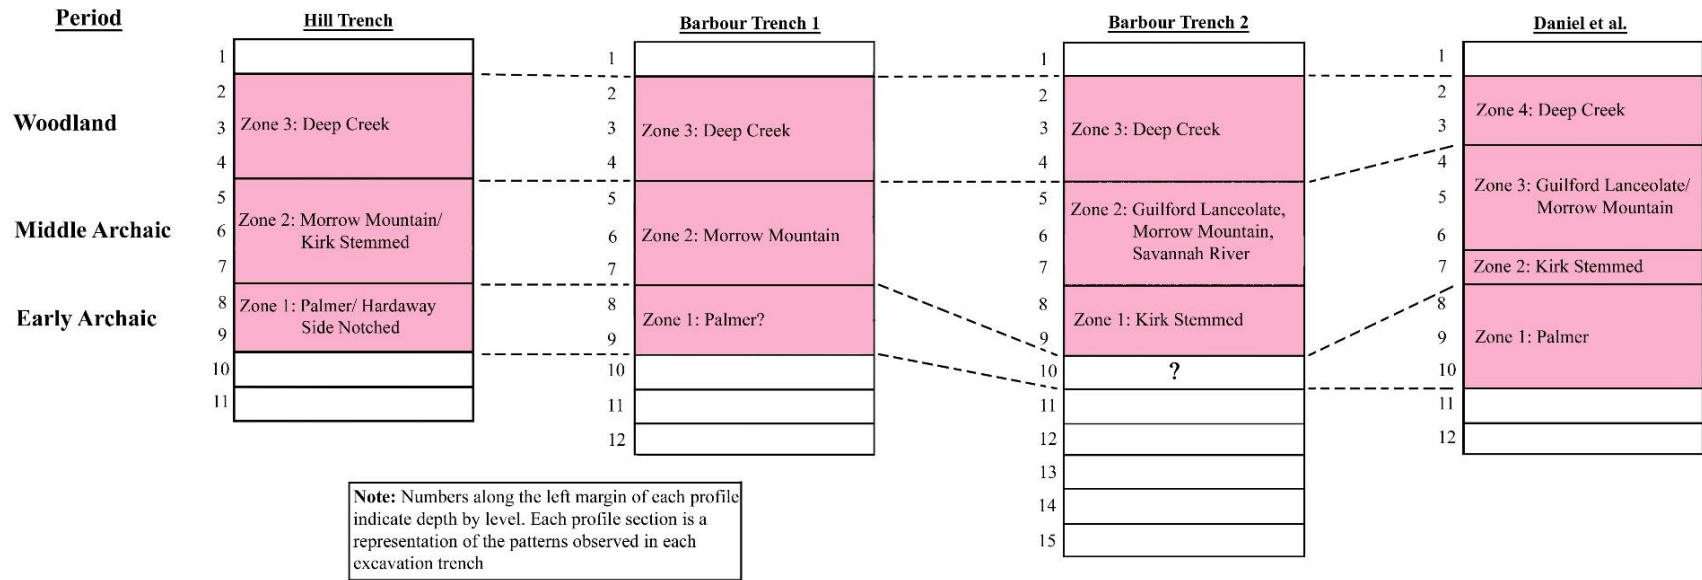 Period
Hill Trench
Barbour Trench 1
Barbour Trench 2
Daniel et al.
Woodland
Middle Archaic
Early Archaic
1
2
3
4
5
6
7
8
9
10
11
Zone 3: Deep Creek
Zone 2: Morrow Mountain/
Kirk Stemmed
Zone 1: Palmer/ Hardaway
Side Notched
1
2
3
4
5
6
7
8
9
10
11
12
Zone 3: Deep Creek
Zone 2: Morrow Mountain
Zone 1: Palmer?
1
2
3
4
5
6
7
8
9
10
11
12
13
14
15
Zone 3: Deep Creek
Zone 2: Guilford Lanceolate,
Morrow Mountain,
Savannah River
Zone 1: Kirk Stemmed
?
1
2
3
4
5
6
7
8
9
10
11
12
Zone 4: Deep Creek
Zone 3: Guilford Lanceolate/
Morrow Mountain
Zone 2: Kirk Stemmed
Zone 1: Palmer
Note: Numbers along the left margin of each profile
indicate depth by level. Each profile section is a
representation of the patterns observed in each
excavation trench